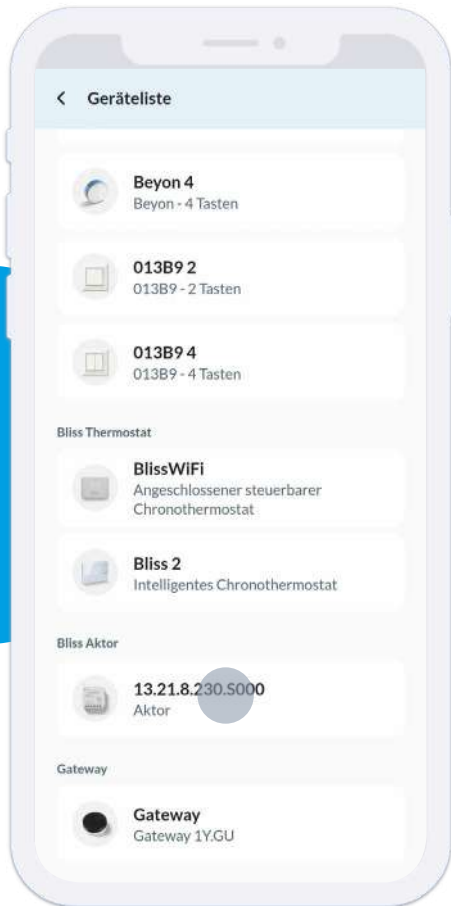 Geräteliste
Beyon 4
Beyon - 4 Tasten
013B9 2
013B9 - 2 Tasten
013B9 4
013B9 - 4 Tasten
Bliss Thermostat
BlissWiFi
Angeschlossener steuerbarer
Chronothermostat
Bliss 2
Intelligentes Chronothermostat
Bliss Aktor
13.21.8.230.S000
Aktor
Gateway
Gateway
Gateway 1Y.GU